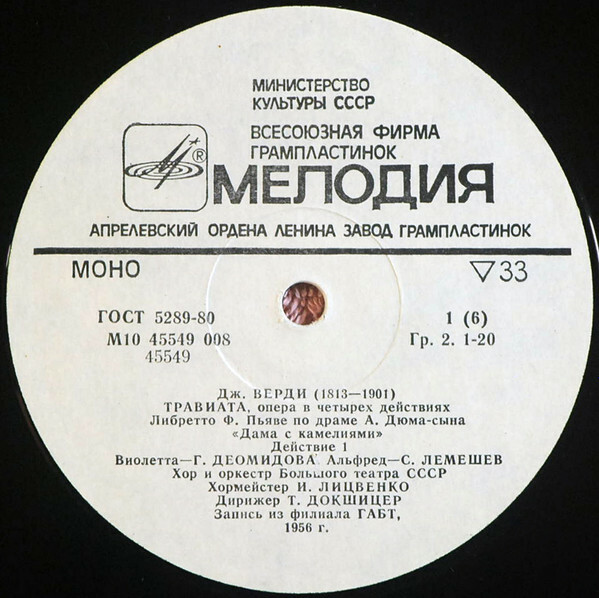 МИНИСТЕРСТВО
КУЛЬТУРЫ СССР
ВСЕСОЮЗНАЯ ФИРМА
ГРАМПЛАСТИНОК
® МЕЛОДИЯ
АПРЕЛЕВСКИЙ ОРДЕНА ЛЕНИНА ЗАВОД ГРАМПЛАСТИНОК
МОНО ▽33
ГОСТ 5289-80 1 (6)
М10 45549 008 Гр. 2. 1-20
45549
Дж. ВЕРДИ (1813—1901)
ТРАВИАТА, опера в четырех действиях
Либретто Ф. Пьяве по драме А. Дюма-сына
«Дама с камелиями»
Действие 1
Виолетта—Г. ДЕОМИДОВА Альфред—С. ЛЕМЕШЕВ
Хор и оркестр Большого театра СССР
Хормейстер И. ЛИЦВЕНКО
Дирижер Т. ДОКШИЦЕР
Запись из филиала ГАБТ,
1956 г.